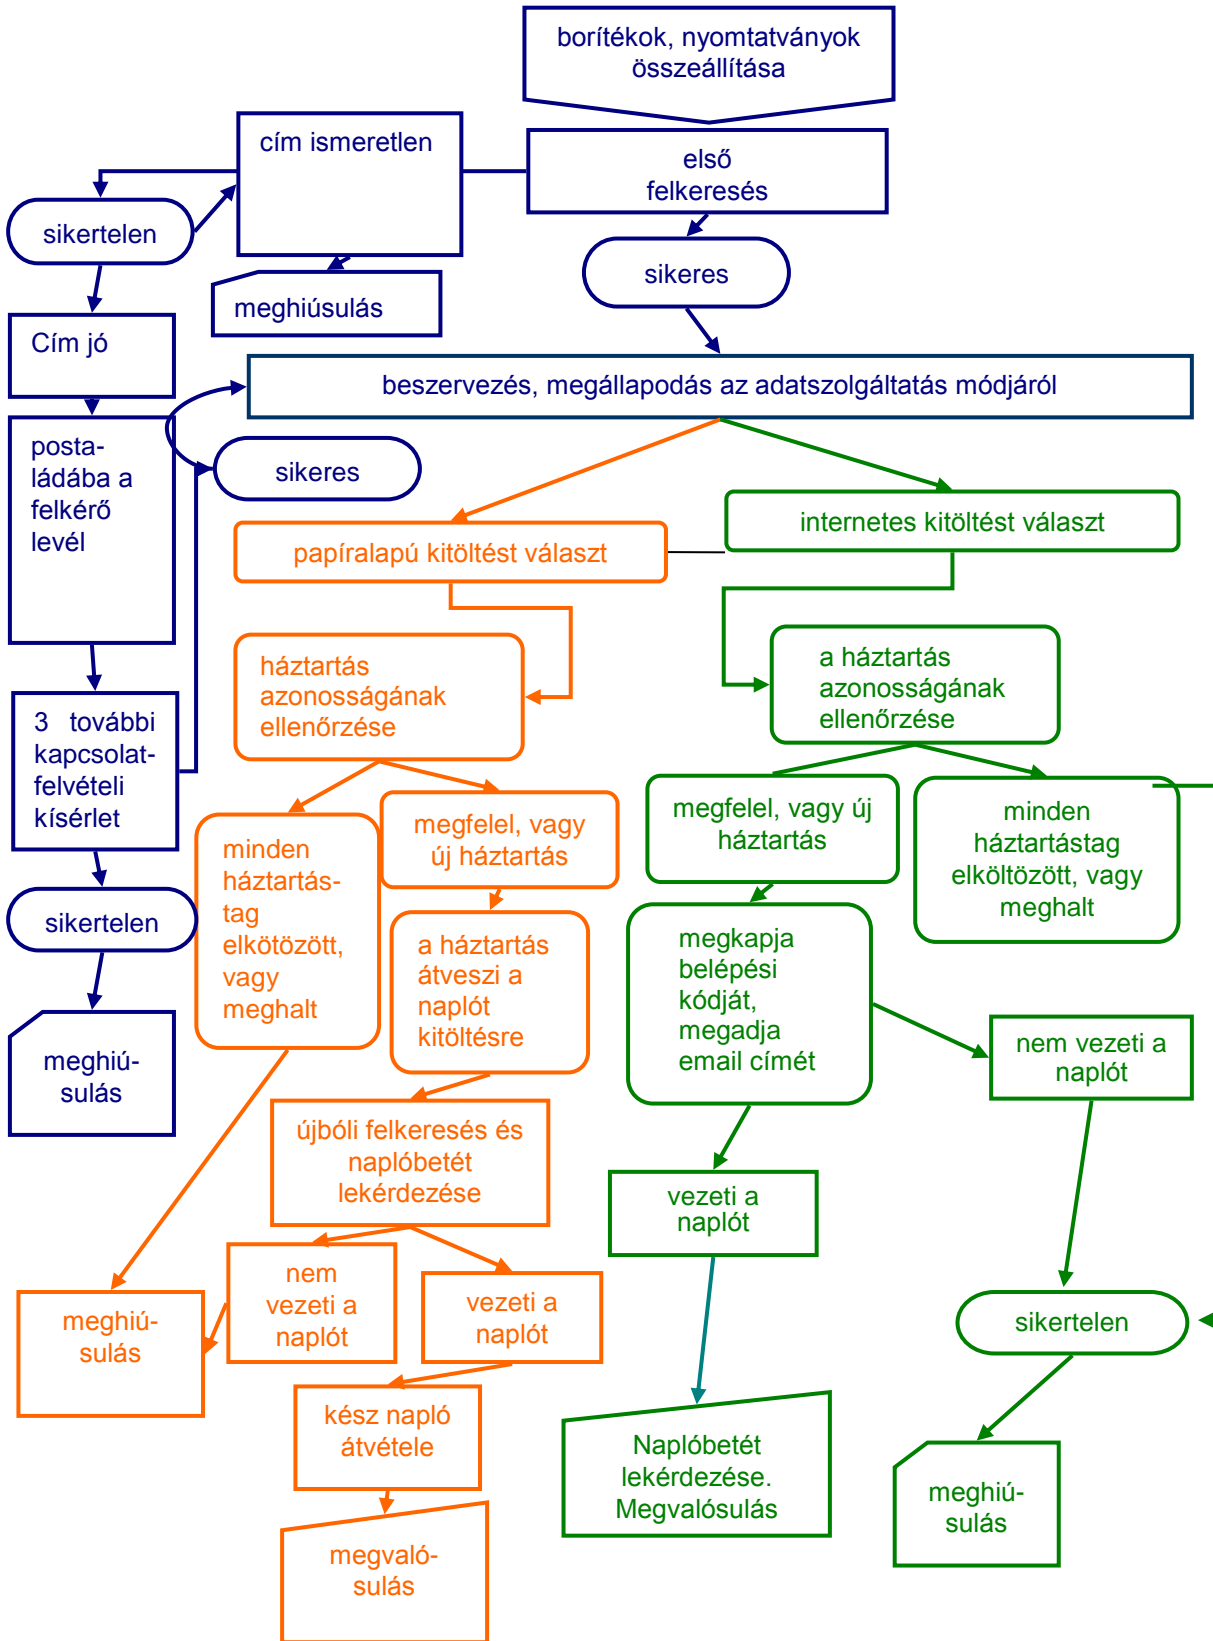 borítékok, nyomtatványok
összeállítása
cím ismeretlen
első
felkeresés
sikertelen
sikeres
meghiúsulás
Cím jó
beszervezés, megállapodás az adatszolgáltatás módjáról
posta-
ládába a
felkérő
levél
sikeres
papíralapú kitöltést választ
internetes kitöltést választ
háztartás
azonosságának
ellenőrzése
a háztartás
azonosságának
ellenőrzése
3 további
kapcsolat-
felvételi
kísérlet
minden
háztartás-
tag
elkötözött,
vagy
meghalt
megfelel, vagy
új háztartás
megfelel, vagy új
háztartás
minden
háztartástag
elköltözött, vagy
meghalt
sikertelen
a háztartás
átveszi a
naplót
kitöltésre
megkapja
belépési
kódját,
megadja
email címét
nem vezeti a
naplót
meghiú-
sulás
újbóli felkeresés és
naplóbetét
lekérdezése
vezeti a
naplót
meghiú-
sulás
nem
vezeti a
naplót
vezeti a
naplót
sikertelen
kész napló
átvétele
Naplóbetét
lekérdezése.
Megvalósulás
meghiú-
sulás
megvaló-
sulás